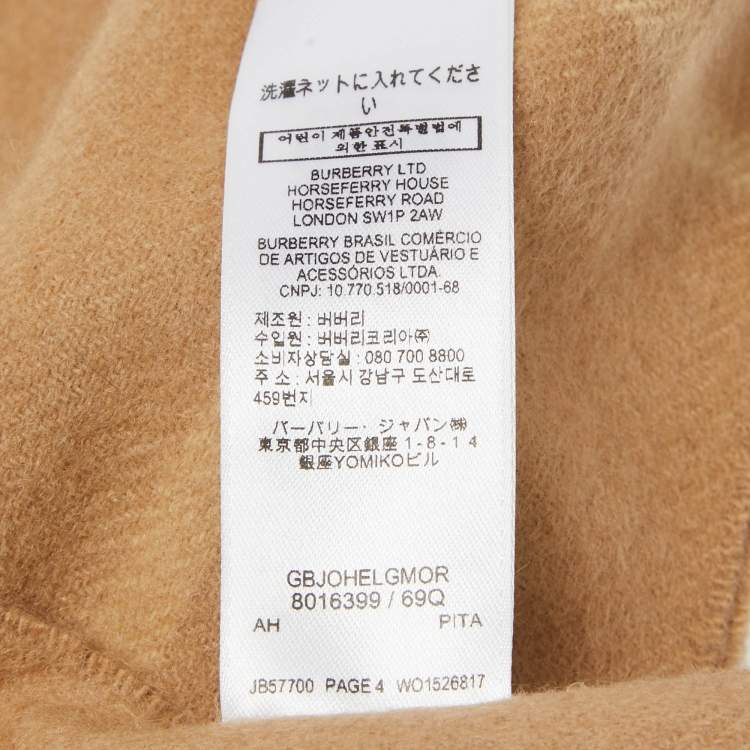 洗濯ネットに入れてくださ
い
어린이 제품안전특별법에
의한 표시
BURBERRY LTD
HORSEFERRY HOUSE
HORSEFERRY ROAD
LONDON SW1P 2AW
BURBERRY BRASIL COMÉRCIO
DE ARTIGOS DE VESTUÁRIO E
ACESSÓRIOS LTDA.
CNPJ: 10.770.518/0001-68
제조원 : 버버리
수입원 : 버버리코리아㈜
소비자상담실 : 080 700 8800
주 소 : 서울시 강남구 도산대로
459번지
バーバリー・ジャパン㈱
東京都中央区銀座 1-8-14
銀座YOMIKOビル
GBJOHELGMOR
8016399 / 69Q
AH PITA
JB57700 PAGE 4 WO1526817